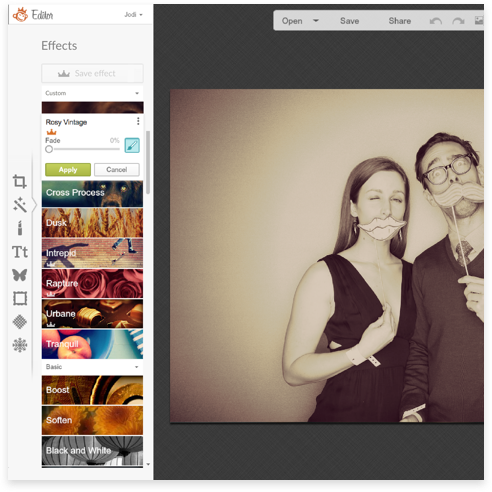 Editor
Jodi
Open
Save
Share
Effects
Save effect
Custom
Rosy Vintage
Fade
0%
Apply
Cancel
Cross Process
Dusk
Intrepid
Rapture
Urbane
Tranquil
Basic
Boost
Soften
Black and White
Tt